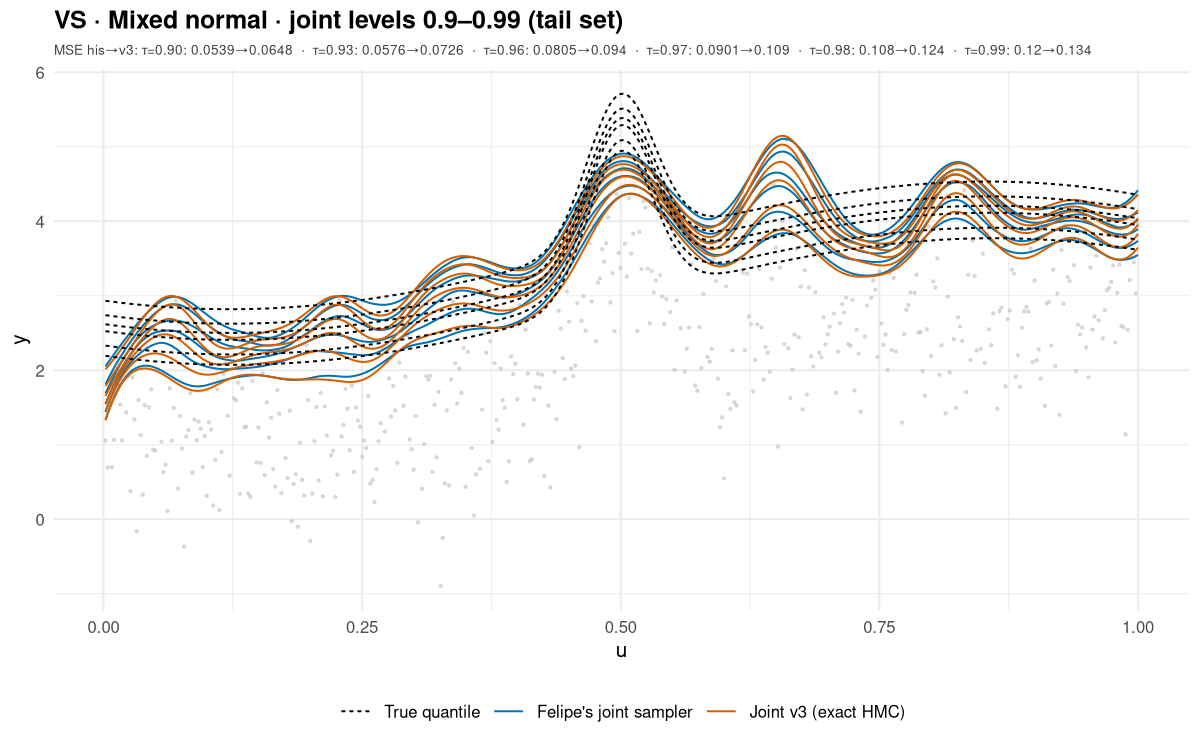 VS · Mixed normal · joint levels 0.9–0.99 (tail set)
MSE his→v3: τ=0.90: 0.0539→0.0648 · τ=0.93: 0.0576→0.0726 · τ=0.96: 0.0805→0.094 · τ=0.97: 0.0901→0.109 · τ=0.98: 0.108→0.124 · τ=0.99: 0.12→0.134
6
4
2
0
y
0.00 0.25 0.50 0.75 1.00
u
True quantile Felipe's joint sampler Joint v3 (exact HMC)